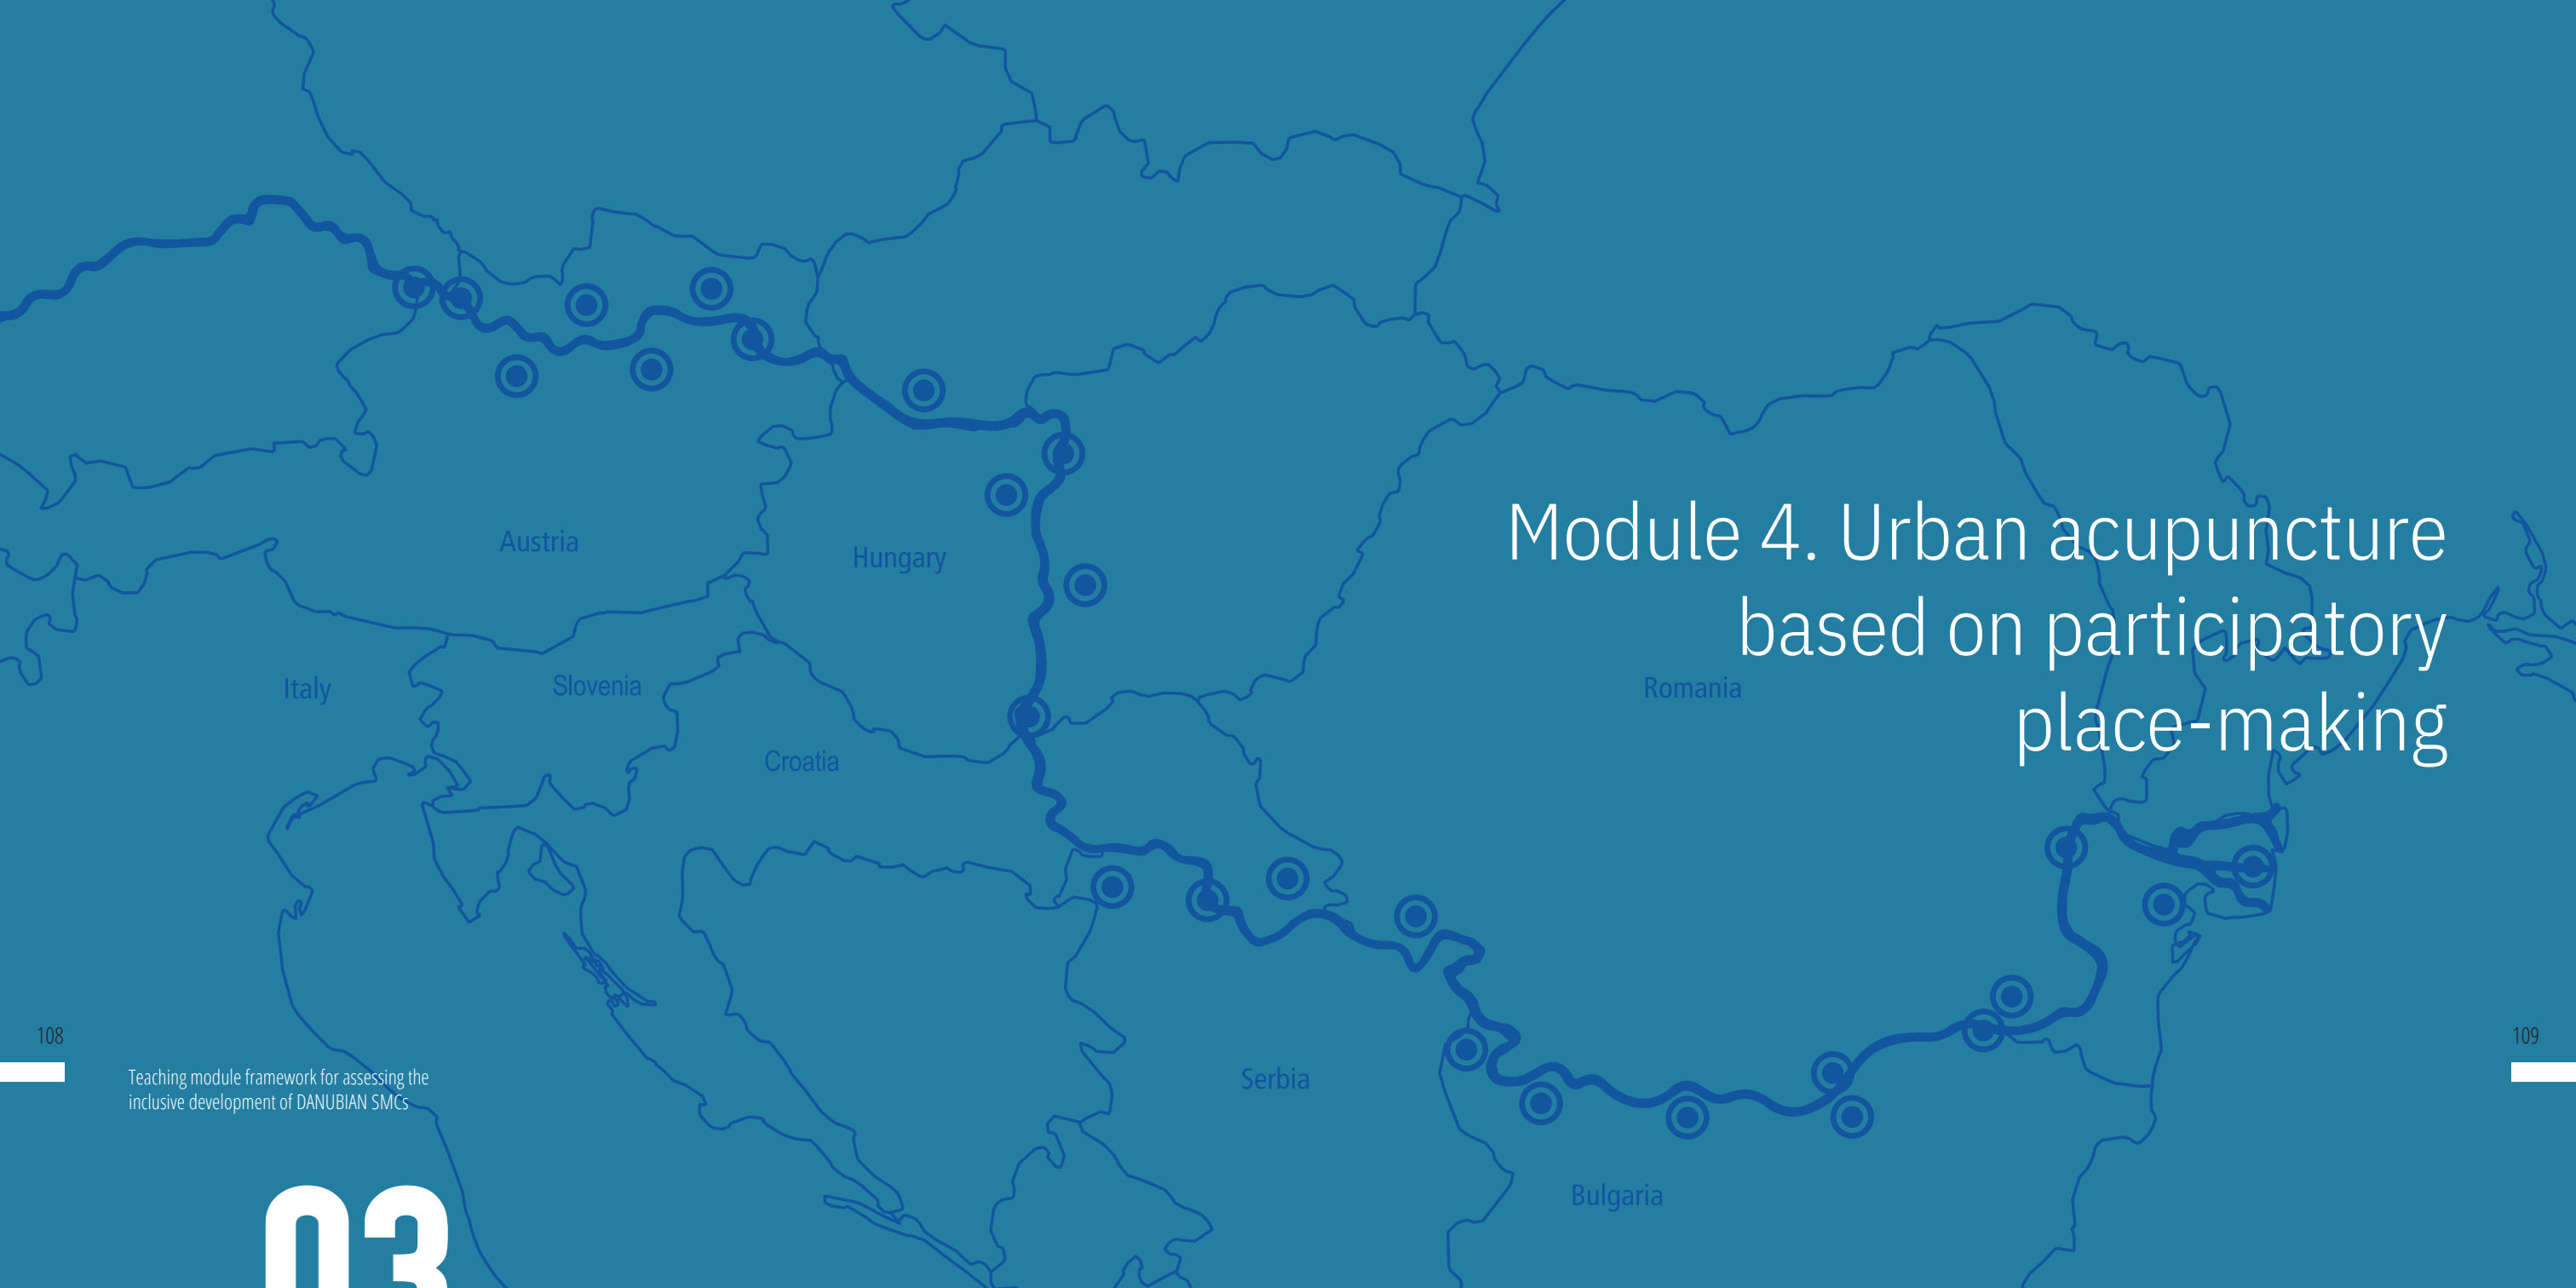 Module 4. Urban acupuncture
based on participatory
place-making
Austria
Hungary
Italy
Slovenia
Romania
Croatia
Serbia
Bulgaria
108
109
Teaching module framework for assessing the
inclusive development of DANUBIAN SMCs
03